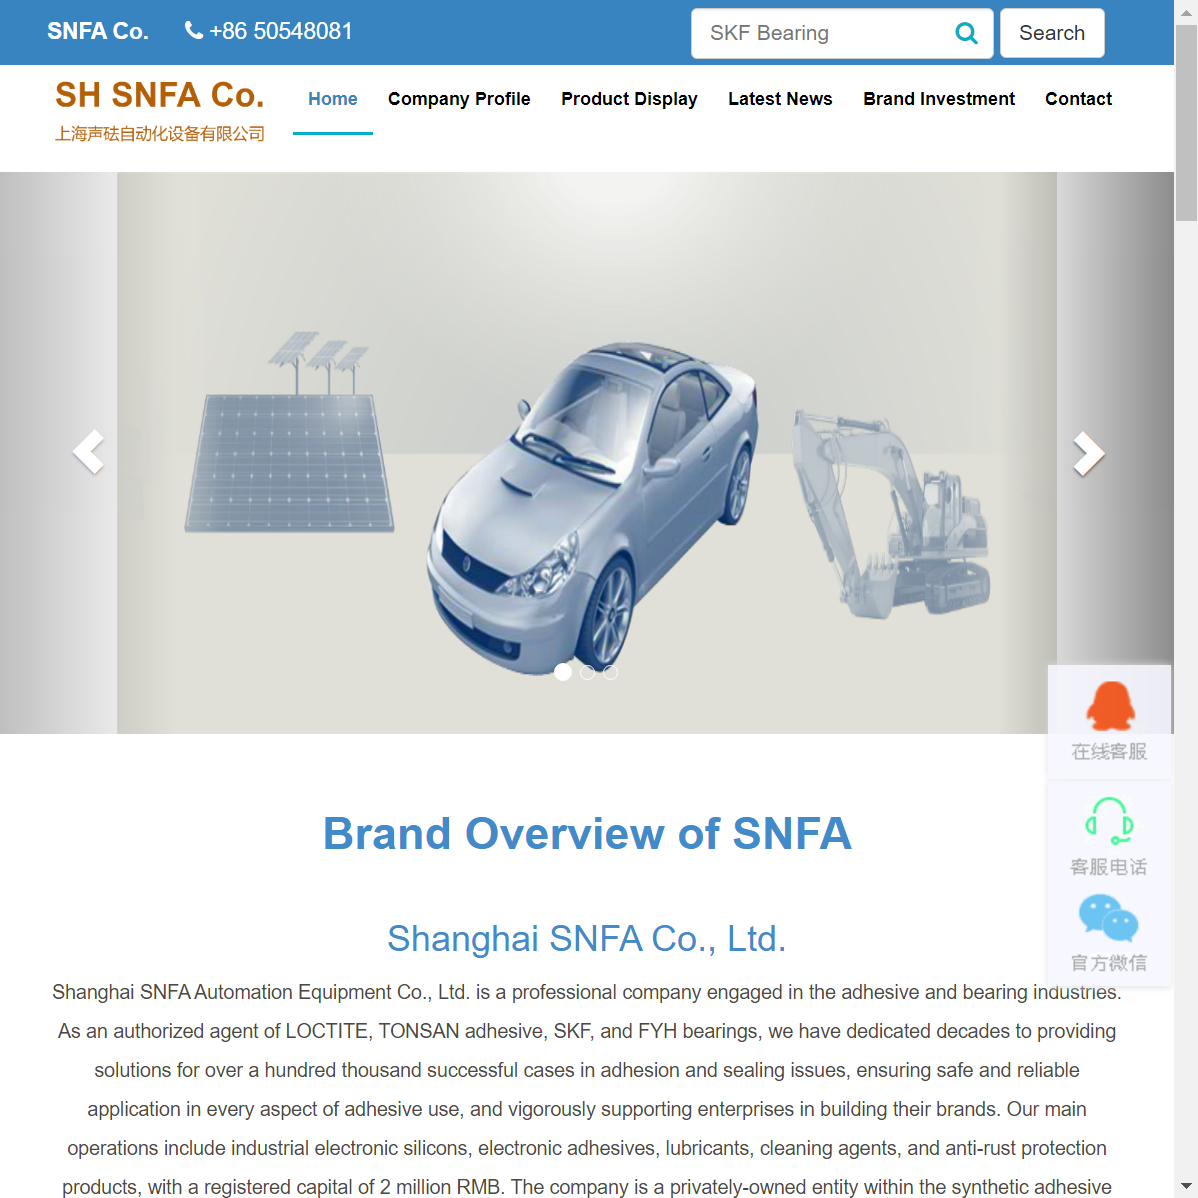 SNFA Co.
+86 50548081
SKF Bearing
Search
SH SNFA Co.
上海声砝自动化设备有限公司
Home
Company Profile
Product Display
Latest News
Brand Investment
Contact
在线客服
客服电话
官方微信
Brand Overview of SNFA
Shanghai SNFA Co., Ltd.
Shanghai SNFA Automation Equipment Co., Ltd. is a professional company engaged in the adhesive and bearing industries.
As an authorized agent of LOCTITE, TONSAN adhesive, SKF, and FYH bearings, we have dedicated decades to providing
solutions for over a hundred thousand successful cases in adhesion and sealing issues, ensuring safe and reliable
application in every aspect of adhesive use, and vigorously supporting enterprises in building their brands. Our main
operations include industrial electronic silicons, electronic adhesives, lubricants, cleaning agents, and anti-rust protection
products, with a registered capital of 2 million RMB. The company is a privately-owned entity within the synthetic adhesive